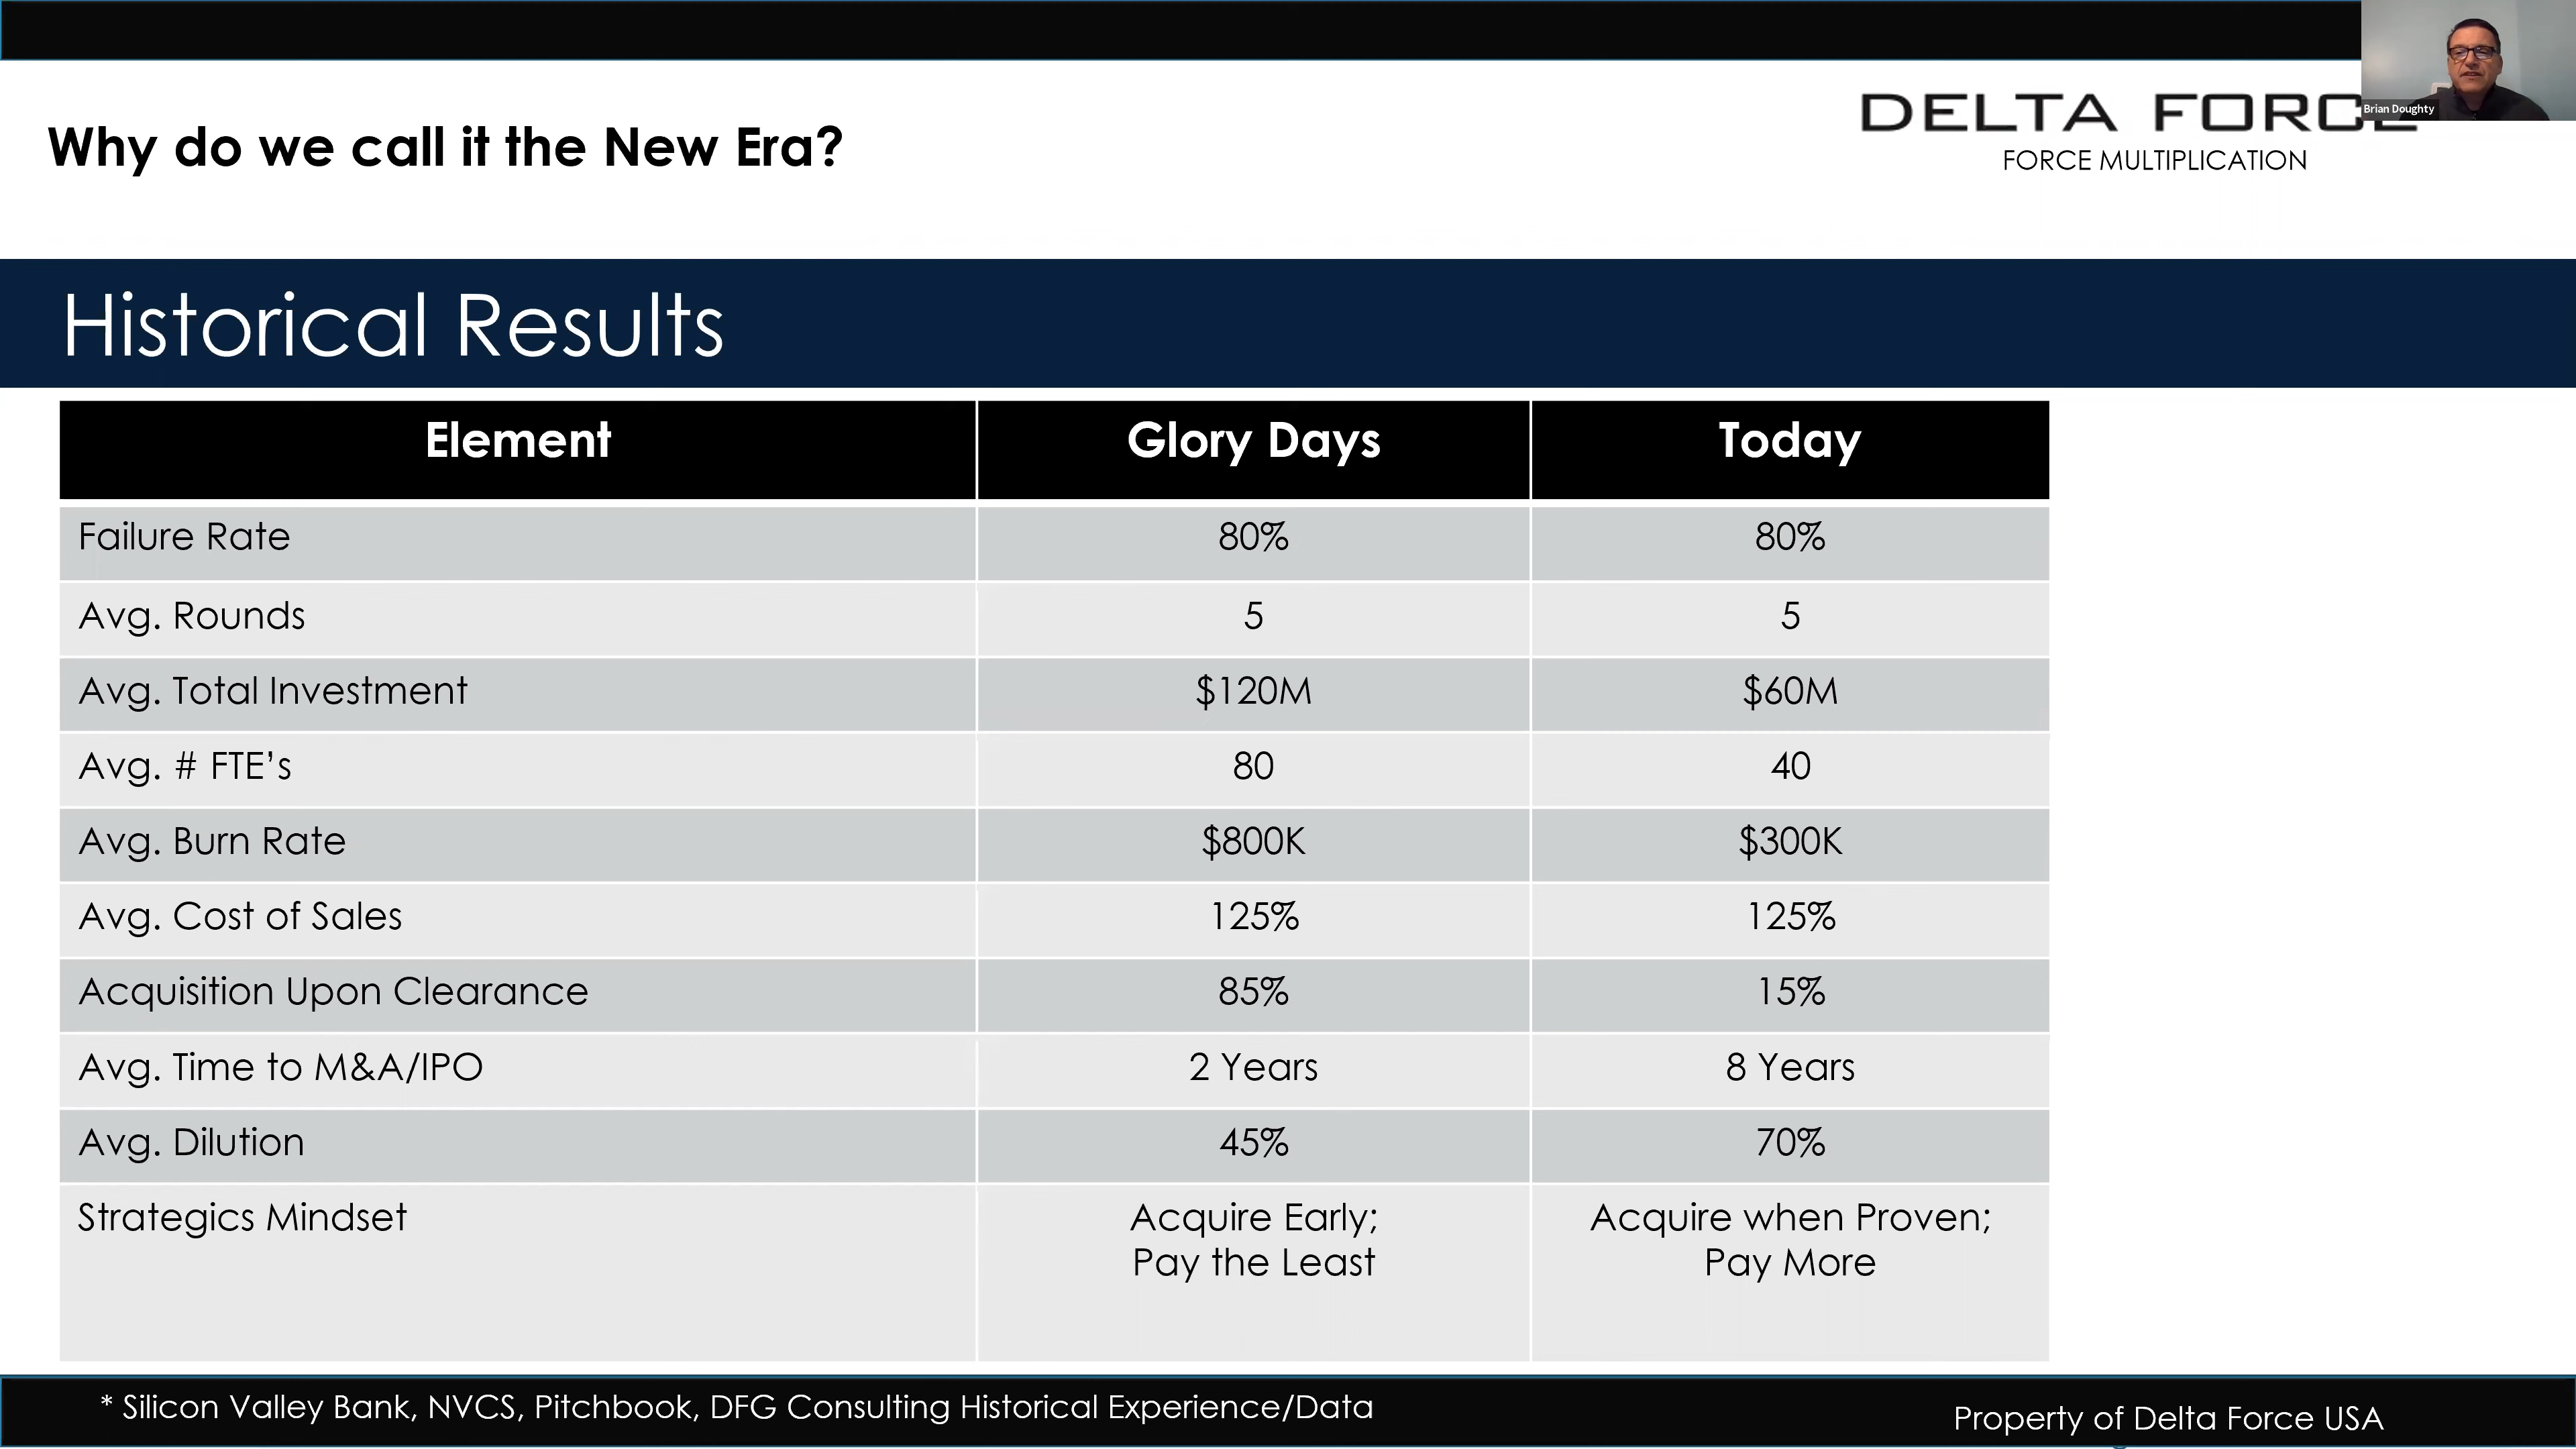 Brian Doughty
Why do we call it the New Era?
DELTA FORCE
FORCE MULTIPLICATION
Historical Results
Element Glory Days Today
Failure Rate 80% 80%
Avg. Rounds 5 5
Avg. Total Investment $120M $60M
Avg. # FTE’s 80 40
Avg. Burn Rate $800K $300K
Avg. Cost of Sales 125% 125%
Acquisition Upon Clearance 85% 15%
Avg. Time to M&A/IPO 2 Years 8 Years
Avg. Dilution 45% 70%
Strategics Mindset Acquire Early; Acquire when Proven;
Pay the Least Pay More
* Silicon Valley Bank, NVCS, Pitchbook, DFG Consulting Historical Experience/Data
Property of Delta Force USA